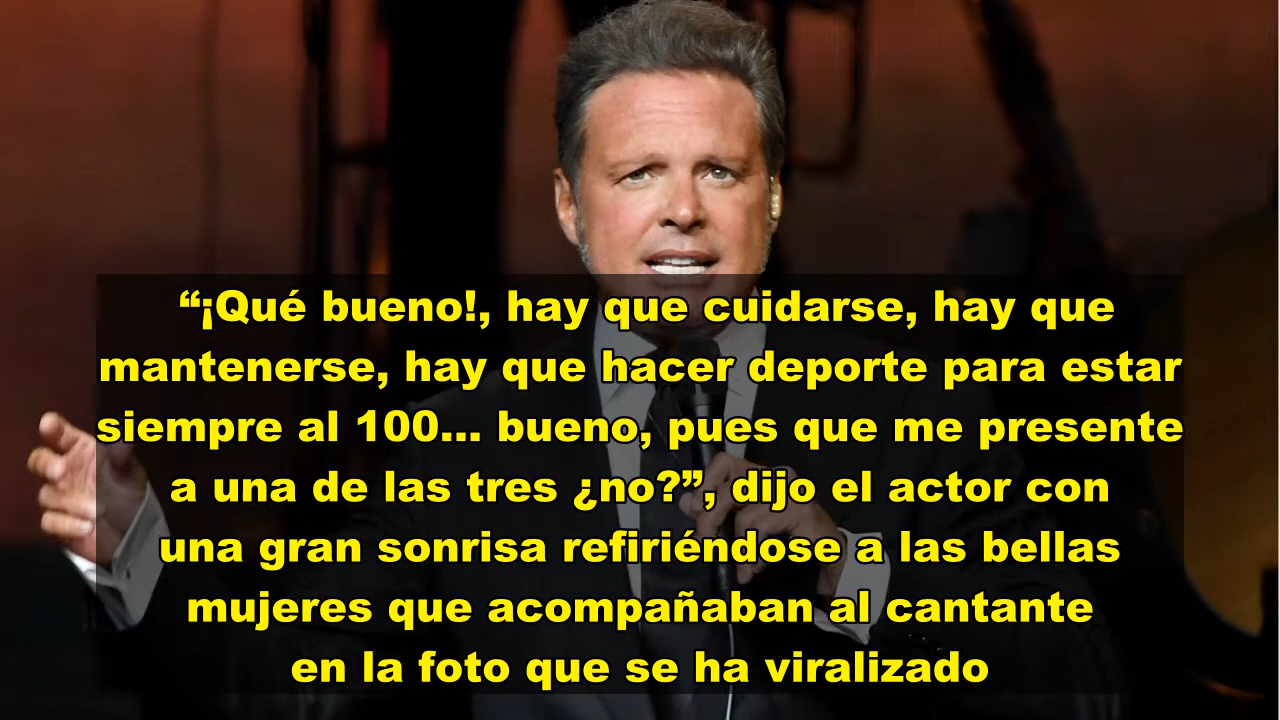 “¡Qué bueno!, hay que cuidarse, hay que
mantenerse, hay que hacer deporte para estar
siempre al 100... bueno, pues que me presente
a una de las tres ¿no?”, dijo el actor con
una gran sonrisa refiriéndose a las bellas
mujeres que acompañaban al cantante
en la foto que se ha viralizado